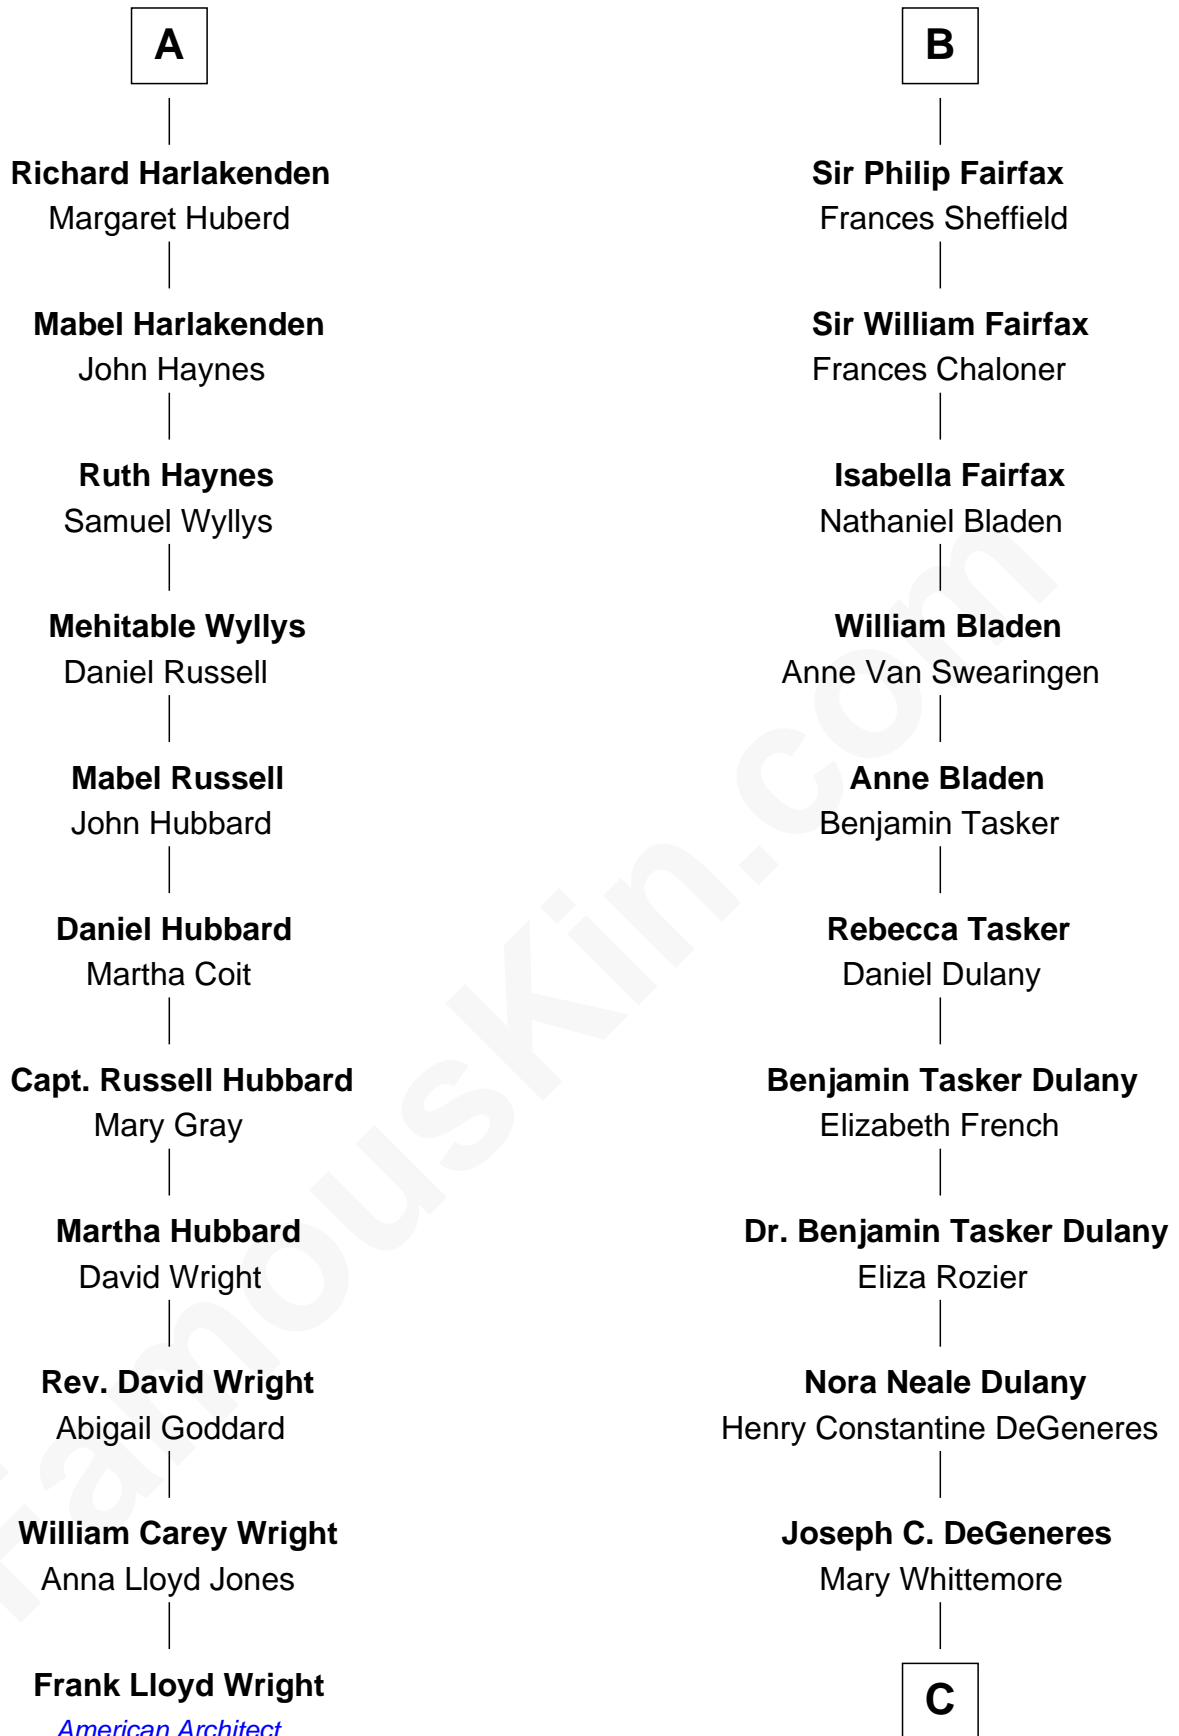 A
Richard Harlakenden
Margaret Huberd
Mabel Harlakenden
John Haynes
Ruth Haynes
Samuel Wyllys
Mehitable Wyllys
Daniel Russell
Mabel Russell
John Hubbard
Daniel Hubbard
Martha Coit
Capt. Russell Hubbard
Mary Gray
Martha Hubbard
David Wright
Rev. David Wright
Abigail Goddard
William Carey Wright
Anna Lloyd Jones
Frank Lloyd Wright
American Architect
B
Sir Philip Fairfax
Frances Sheffield
Sir William Fairfax
Frances Chaloner
Isabella Fairfax
Nathaniel Bladen
William Bladen
Anne Van Swearingen
Anne Bladen
Benjamin Tasker
Rebecca Tasker
Daniel Dulany
Benjamin Tasker Dulany
Elizabeth French
Dr. Benjamin Tasker Dulany
Eliza Rozier
Nora Neale Dulany
Henry Constantine DeGeneres
Joseph C. DeGeneres
Mary Whittemore
C
FamousKin.com